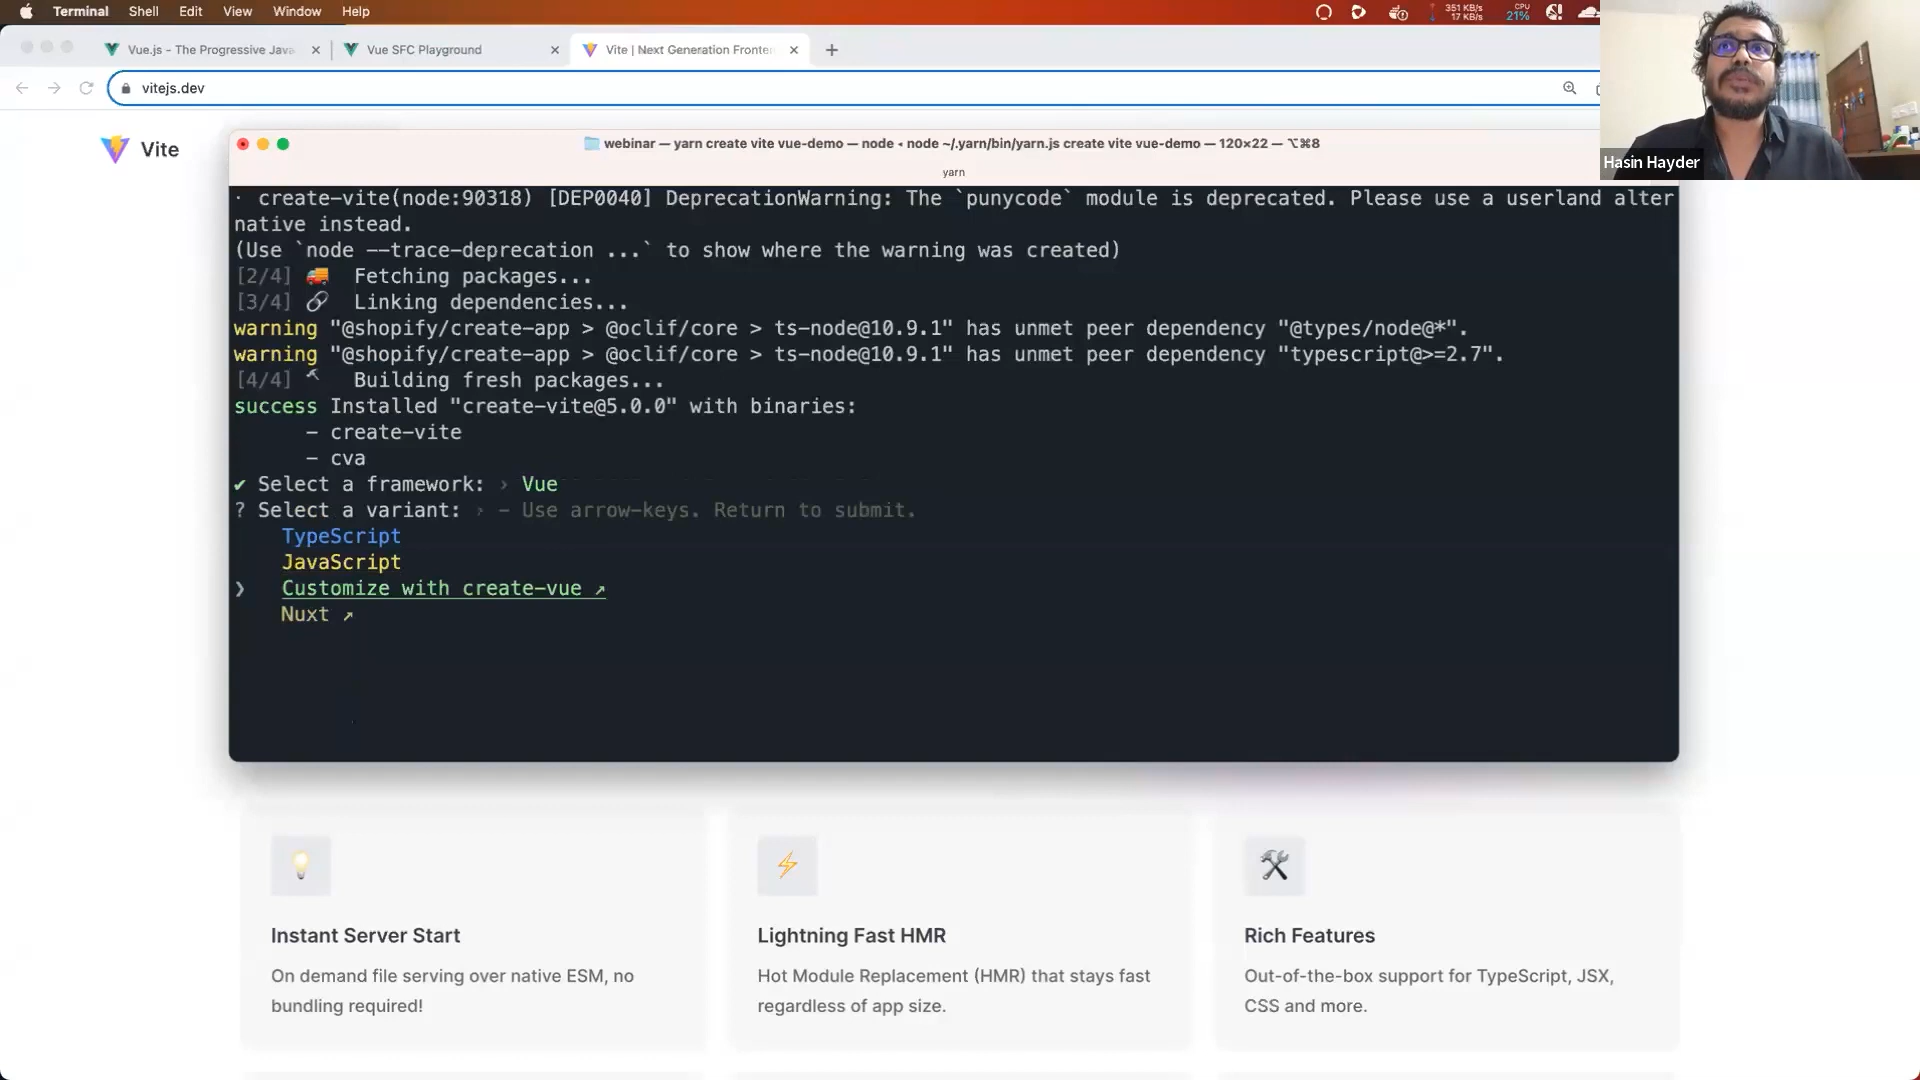 Terminal Shell Edit View Window Help 351 KB/s 17 KB/s CPU 21%
Vue.js - The Progressive Java Vue SFC Playground Vite | Next Generation Fronten
vitejs.dev
Vite
webinar — yarn create vite vue-demo — node ◂ node ~/.yarn/bin/yarn.js create vite vue-demo — 120×22 — ⌥⌘8
yarn
Hasin Hayder
· create-vite(node:90318) [DEP0040] DeprecationWarning: The `punycode` module is deprecated. Please use a userland alter
native instead.
(Use `node --trace-deprecation ...` to show where the warning was created)
[2/4] 🚚 Fetching packages...
[3/4] 🔗 Linking dependencies...
warning "@shopify/create-app > @oclif/core > ts-node@10.9.1" has unmet peer dependency "@types/node@*".
warning "@shopify/create-app > @oclif/core > ts-node@10.9.1" has unmet peer dependency "typescript@>=2.7".
[4/4] 🔨 Building fresh packages...
success Installed "create-vite@5.0.0" with binaries:
- create-vite
- cva
✔ Select a framework: › Vue
? Select a variant: › - Use arrow-keys. Return to submit.
TypeScript
JavaScript
❯ Customize with create-vue ↗
Nuxt ↗
Instant Server Start
On demand file serving over native ESM, no
bundling required!
Lightning Fast HMR
Hot Module Replacement (HMR) that stays fast
regardless of app size.
Rich Features
Out-of-the-box support for TypeScript, JSX,
CSS and more.